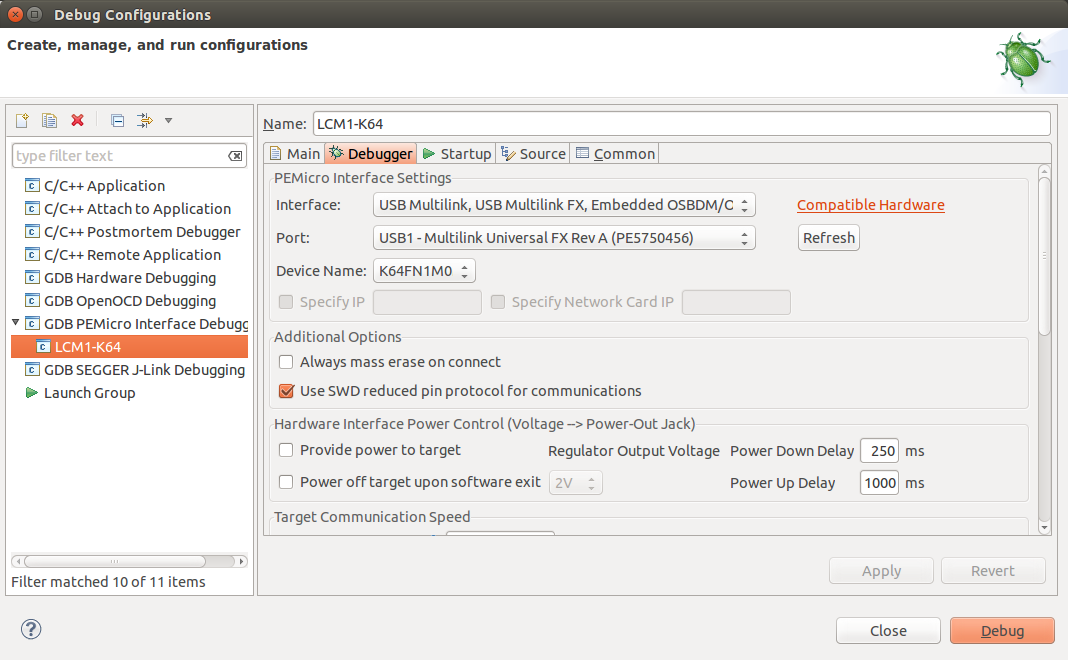 Debug Configurations
Create, manage, and run configurations
type filter text
C/C++ Application
C/C++ Attach to Application
C/C++ Postmortem Debugger
C/C++ Remote Application
GDB Hardware Debugging
GDB OpenOCD Debugging
GDB PEMicro Interface Debugg
LCM1-K64
GDB SEGGER J-Link Debugging
Launch Group
Filter matched 10 of 11 items
Name: LCM1-K64
Main Debugger Startup Source Common
PEMicro Interface Settings
Interface: USB Multilink, USB Multilink FX, Embedded OSBDM/O Compatible Hardware
Port: USB1 - Multilink Universal FX Rev A (PE5750456) Refresh
Device Name: K64FN1M0
Specify IP Specify Network Card IP
Additional Options
Always mass erase on connect
Use SWD reduced pin protocol for communications
Hardware Interface Power Control (Voltage --> Power-Out Jack)
Provide power to target Regulator Output Voltage Power Down Delay 250 ms
Power off target upon software exit 2V Power Up Delay 1000 ms
Target Communication Speed
Apply Revert
? Close Debug